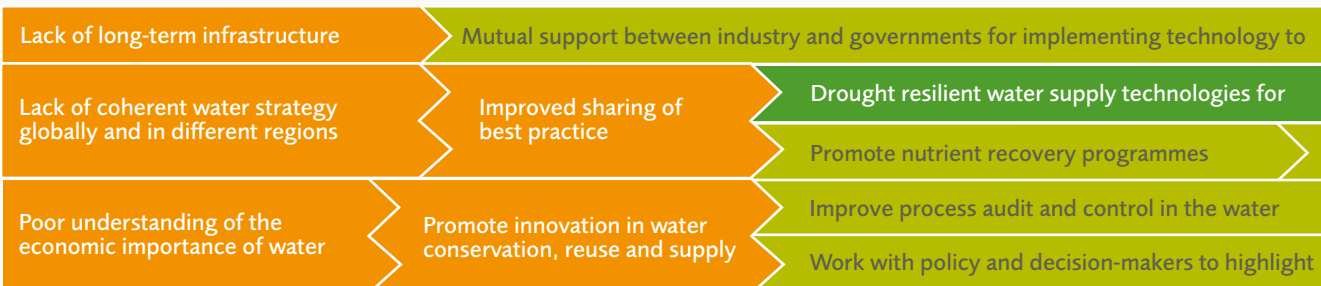 Lack of long-term infrastructure
Mutual support between industry and governments for implementing technology to
Lack of coherent water strategy
globally and in different regions
Improved sharing of
best practice
Drought resilient water supply technologies for
Promote nutrient recovery programmes
Poor understanding of the
economic importance of water
Promote innovation in water
conservation, reuse and supply
Improve process audit and control in the water
Work with policy and decision-makers to highlight